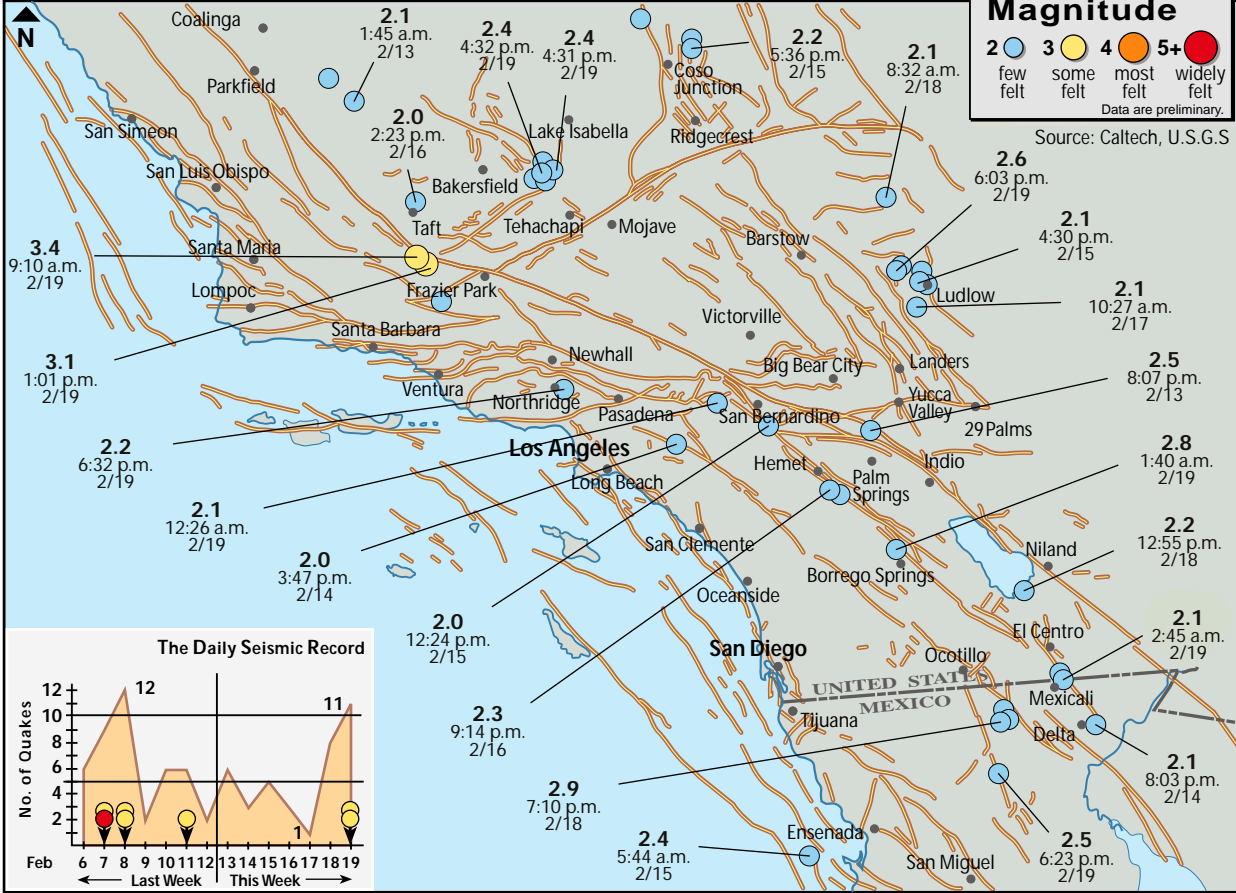 N
Magnitude
2 3 4 5+
few felt
some felt
most felt
widely felt
Data are preliminary.
Source: Caltech, U.S.G.S
Coalinga
Parkfield
San Simeon
San Luis Obispo
Santa Maria
Lompoc
Santa Barbara
Ventura
Taft
Bakersfield
Lake Isabella
Tehachapi
Mojave
Frazier Park
Coso
Junction
Ridgecrest
Barstow
Ludlow
Victorville
Newhall
Northridge
Pasadena
Big Bear City
Landers
Yucca
Valley
29 Palms
San Bernardino
Los Angeles
Long Beach
Hemet
Palm
Springs
Indio
San Clemente
Oceanside
Borrego Springs
Niland
El Centro
San Diego
Ocotillo
UNITED STATES
MEXICO
Mexicali
Tijuana
Delta
Ensenada
San Miguel
2.1
1:45 a.m.
2/13
2.4
4:32 p.m.
2/19
2.4
4:31 p.m.
2/19
2.2
5:36 p.m.
2/15
2.1
8:32 a.m.
2/18
2.0
2:23 p.m.
2/16
2.6
6:03 p.m.
2/19
2.1
4:30 p.m.
2/15
3.4
9:10 a.m.
2/19
2.1
10:27 a.m.
2/17
3.1
1:01 p.m.
2/19
2.5
8:07 p.m.
2/13
2.2
6:32 p.m.
2/19
2.8
1:40 a.m.
2/19
2.1
12:26 a.m.
2/19
2.2
12:55 p.m.
2/18
2.0
3:47 p.m.
2/14
2.0
12:24 p.m.
2/15
2.1
2:45 a.m.
2/19
2.3
9:14 p.m.
2/16
2.9
7:10 p.m.
2/18
2.1
8:03 p.m.
2/14
2.4
5:44 a.m.
2/15
2.5
6:23 p.m.
2/19
The Daily Seismic Record
No. of Quakes
12
10
8
6
4
2
12
11
1
Feb 6 7 8 9 10 11 12 13 14 15 16 17 18 19
Last Week This Week